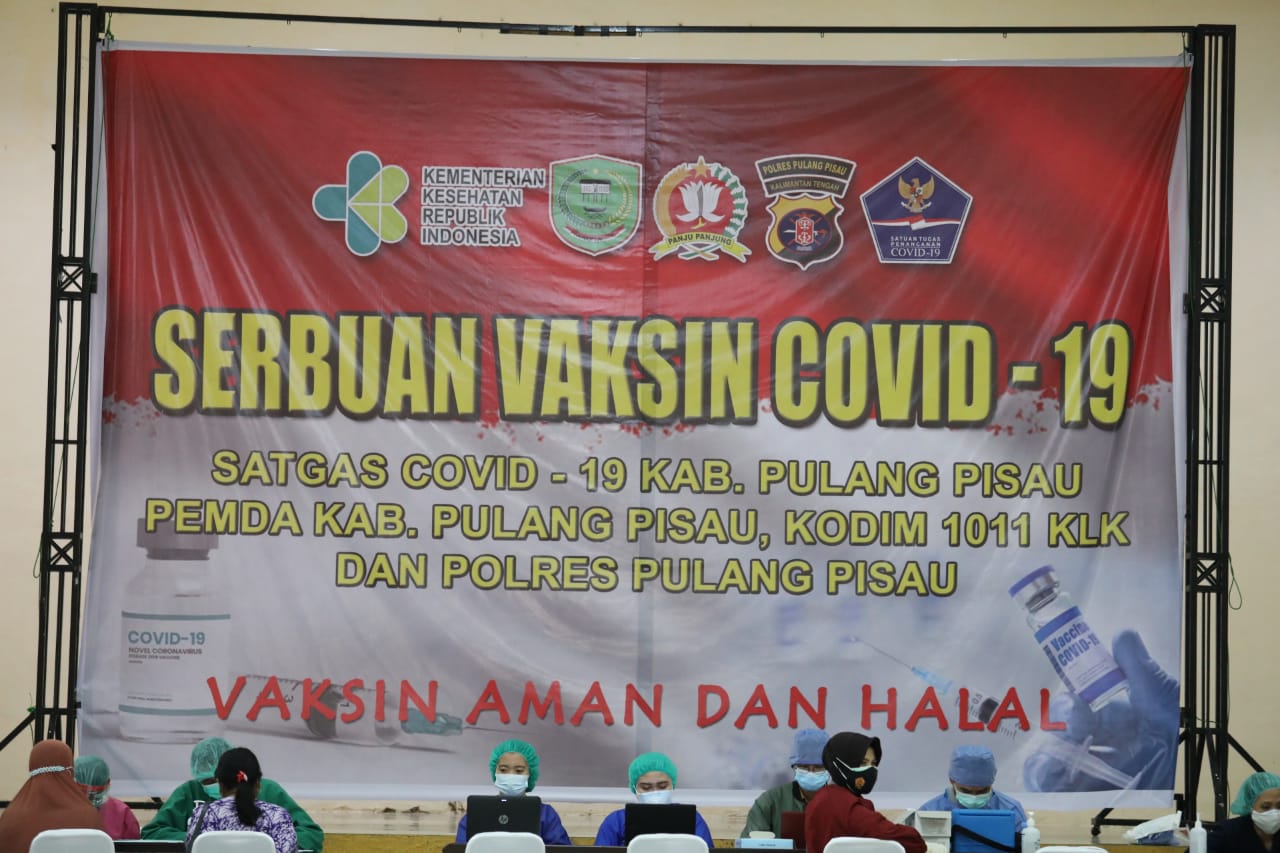 KEMENTERIAN
KESEHATAN
REPUBLIK
INDONESIA
PANJU PANJUNG
POLRES PULANG PISAU
KALIMANTAN TENGAH
SATUAN TUGAS
PENANGANAN
COVID-19
SERBUAN VAKSIN COVID - 19
SATGAS COVID - 19 KAB. PULANG PISAU
PEMDA KAB. PULANG PISAU, KODIM 1011 KLK
DAN POLRES PULANG PISAU
COVID-19
NOVEL CORONAVIRUS
Vaccine
COVID-19
VAKSIN AMAN DAN HALAL